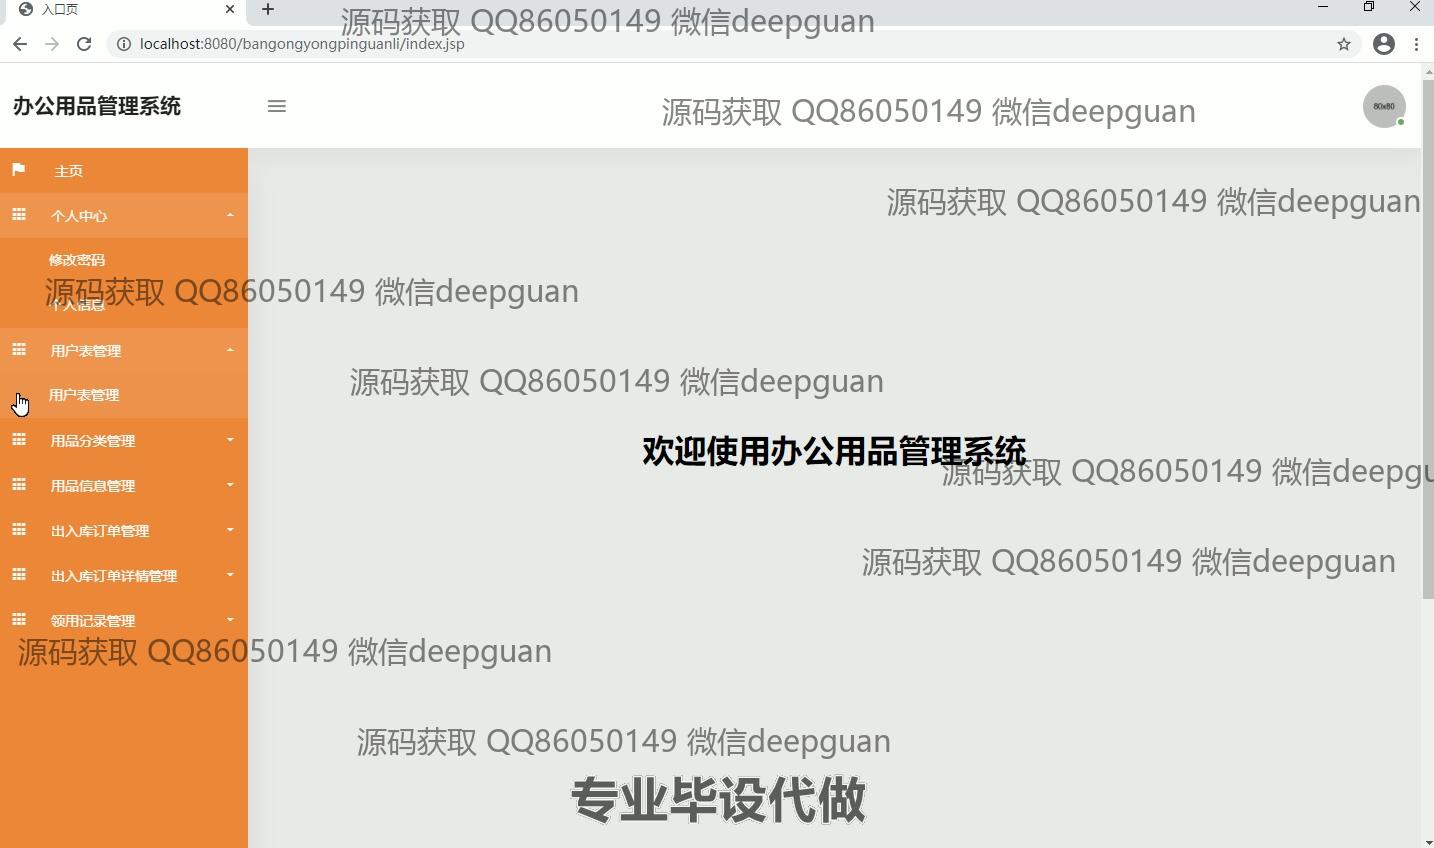 入口页
源码获取 QQ86050149 微信deepguan
localhost:8080/bangongyongpinguanli/index.jsp
办公用品管理系统
源码获取 QQ86050149 微信deepguan
80x80
主页
源码获取 QQ86050149 微信deepguan
个人中心
修改密码
源码获取 QQ86050149 微信deepguan
个人信息
用户表管理
源码获取 QQ86050149 微信deepguan
用户表管理
用品分类管理
欢迎使用办公用品管理系统
源码获取 QQ86050149 微信deepgu
用品信息管理
出入库订单管理
源码获取 QQ86050149 微信deepguan
出入库订单详情管理
领用记录管理
源码获取 QQ86050149 微信deepguan
源码获取 QQ86050149 微信deepguan
专业毕设代做